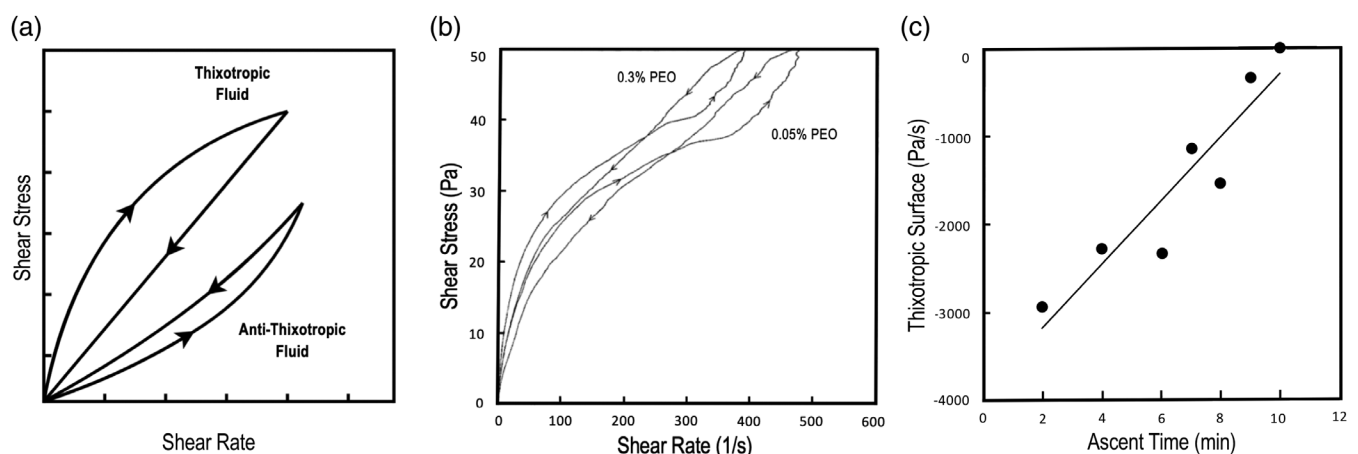 (a)
Thixotropic
Fluid
Anti-Thixotropic
Fluid
Shear Stress
Shear Rate
(b)
50
40
30
20
10
0
0 100 200 300 400 500 600
0.3% PEO
0.05% PEO
Shear Stress (Pa)
Shear Rate (1/s)
(c)
0
-1000
-2000
-3000
-4000
0 2 4 6 8 10 12
Thixotropic Surface (Pa/s)
Ascent Time (min)